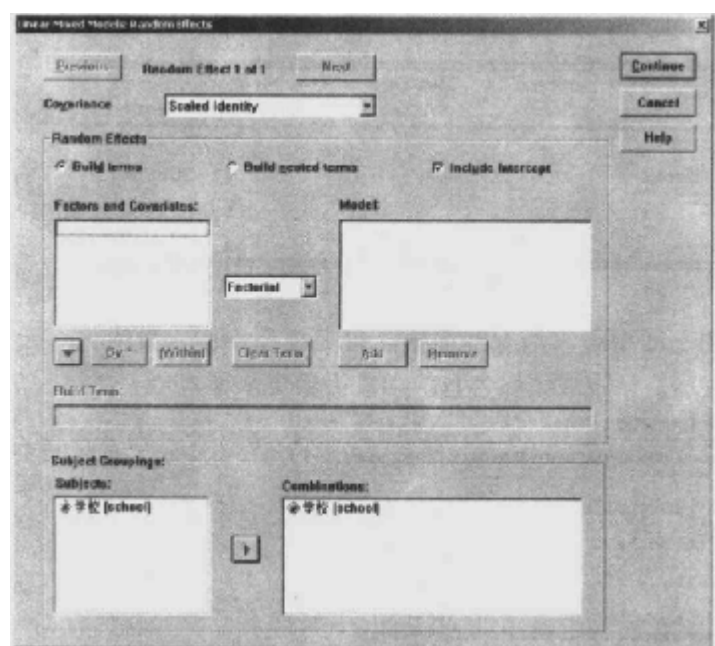 Linear Mixed Models: Random Effects
Previous Random Effect 1 of 1 Next
Continue
Covariance Scaled Identity
Cancel
Random Effects
Help
Build terms Build nested terms Include Intercept
Factors and Covariates: Model:
Factorial
By * (Within) Clear Term Add Remove
Build Term:
Subject Groupings:
Subjects: Combinations:
学校 [school] 学校 [school]